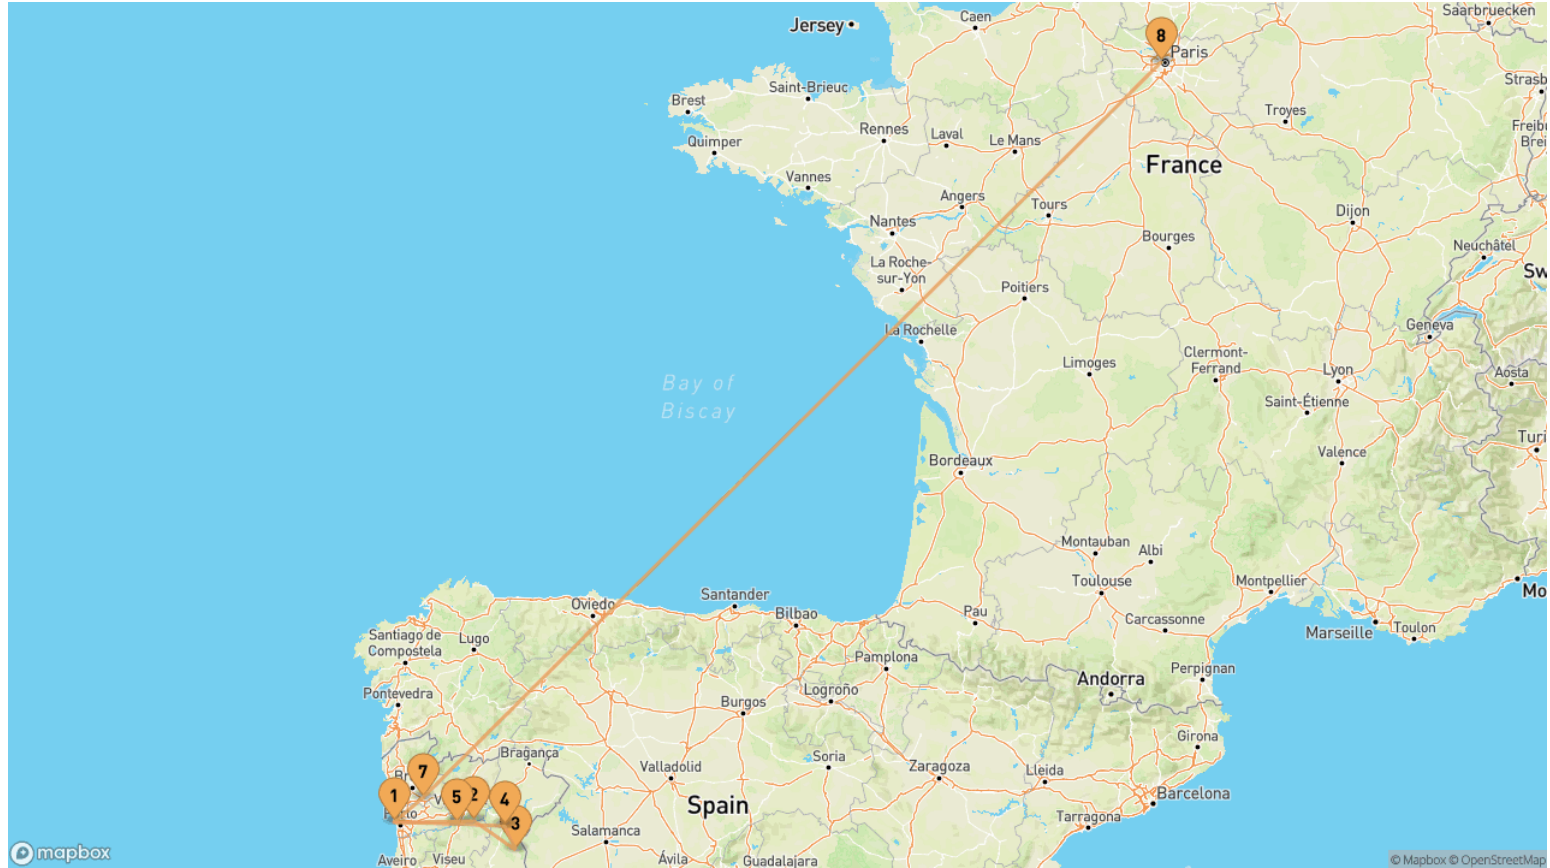 Caen
Saarbruecken
Jersey
8
Paris
Strasb
Saint-Brieuc
Brest
Troyes
Rennes
Laval
Le Mans
Freibu
Brei
Quimper
France
Vannes
Angers
Tours
Dijon
Nantes
Bourges
Neuchâtel
La Roche-
sur-Yon
Sw
Poitiers
Geneva
La Rochelle
Clermont-
Ferrand
Limoges
Lyon
Aosta
Bay of
Biscay
Saint-Étienne
Turi
Valence
Bordeaux
Montauban
Albi
Toulouse
Montpellier
Mo
Santander
Oviedo
Bilbao
Pau
Carcassonne
Marseille
Toulon
Santiago de
Compostela
Lugo
Pamplona
Perpignan
Andorra
Pontevedra
Logroño
Burgos
Girona
Bragança
Soria
Valladolid
Zaragoza
Lleida
7
Br
1
5
2
4
V
Barcelona
Spain
rto
3
Tarragona
Salamanca
Aveiro
Viseu
Ávila
Guadalajara
mapbox
© Mapbox © OpenStreetMap